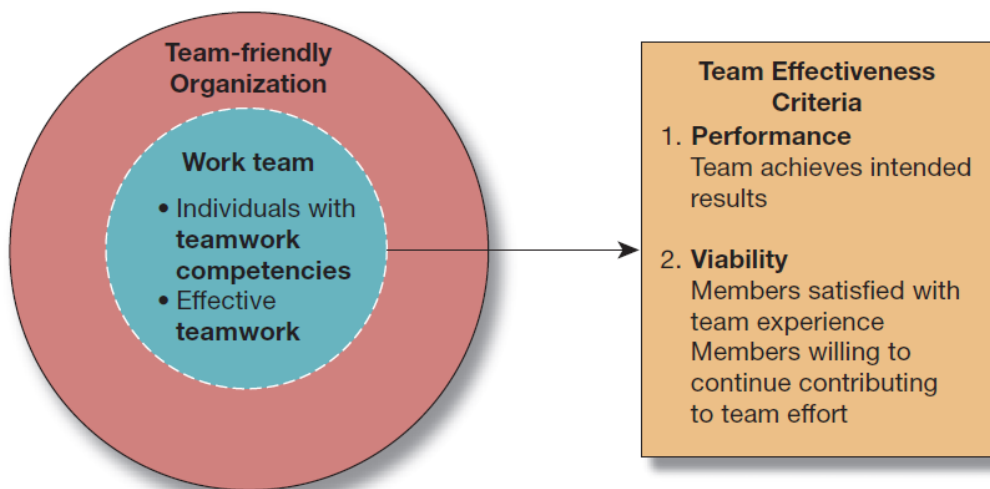 Team-friendly
Organization
Work team
• Individuals with
teamwork
competencies
• Effective
teamwork
Team Effectiveness
Criteria
1. Performance
Team achieves intended
results
2. Viability
Members satisfied with
team experience
Members willing to
continue contributing
to team effort